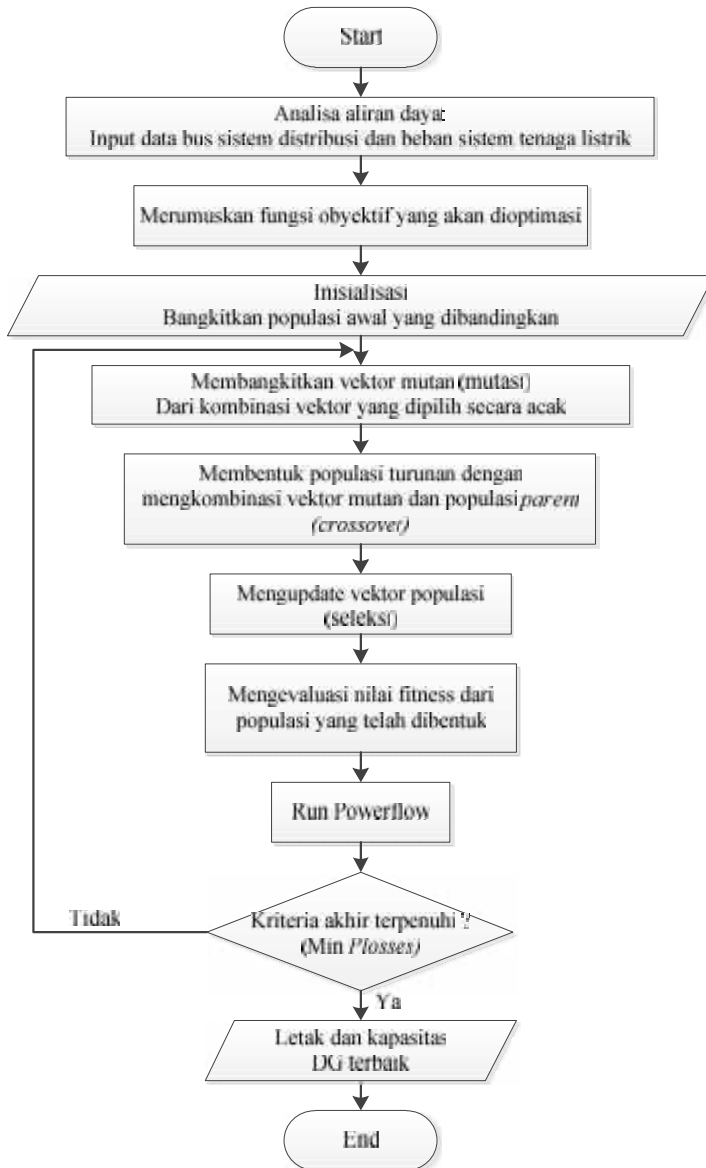 Start
Analisa aliran daya:
Input data bus sistem distribusi dan beban sistem tenaga listrik
Merumuskan fungsi obyektif yang akan dioptimasi
Inisialisasi
Bangkitkan populasi awal yang dibandingkan
Membangkitkan vektor mutan (mutasi)
Dari kombinasi vektor yang dipilih secara acak
Membentuk populasi turunan dengan
mengkombinasi vektor mutan dan populasi parent
(crossover)
Mengupdate vektor populasi
(seleksi)
Mengevaluasi nilai fitness dari
populasi yang telah dibentuk
Run Powerflow
Tidak
Kriteria akhir terpenuhi ?
(Min Plosses)
Ya
Letak dan kapasitas
DG terbaik
End